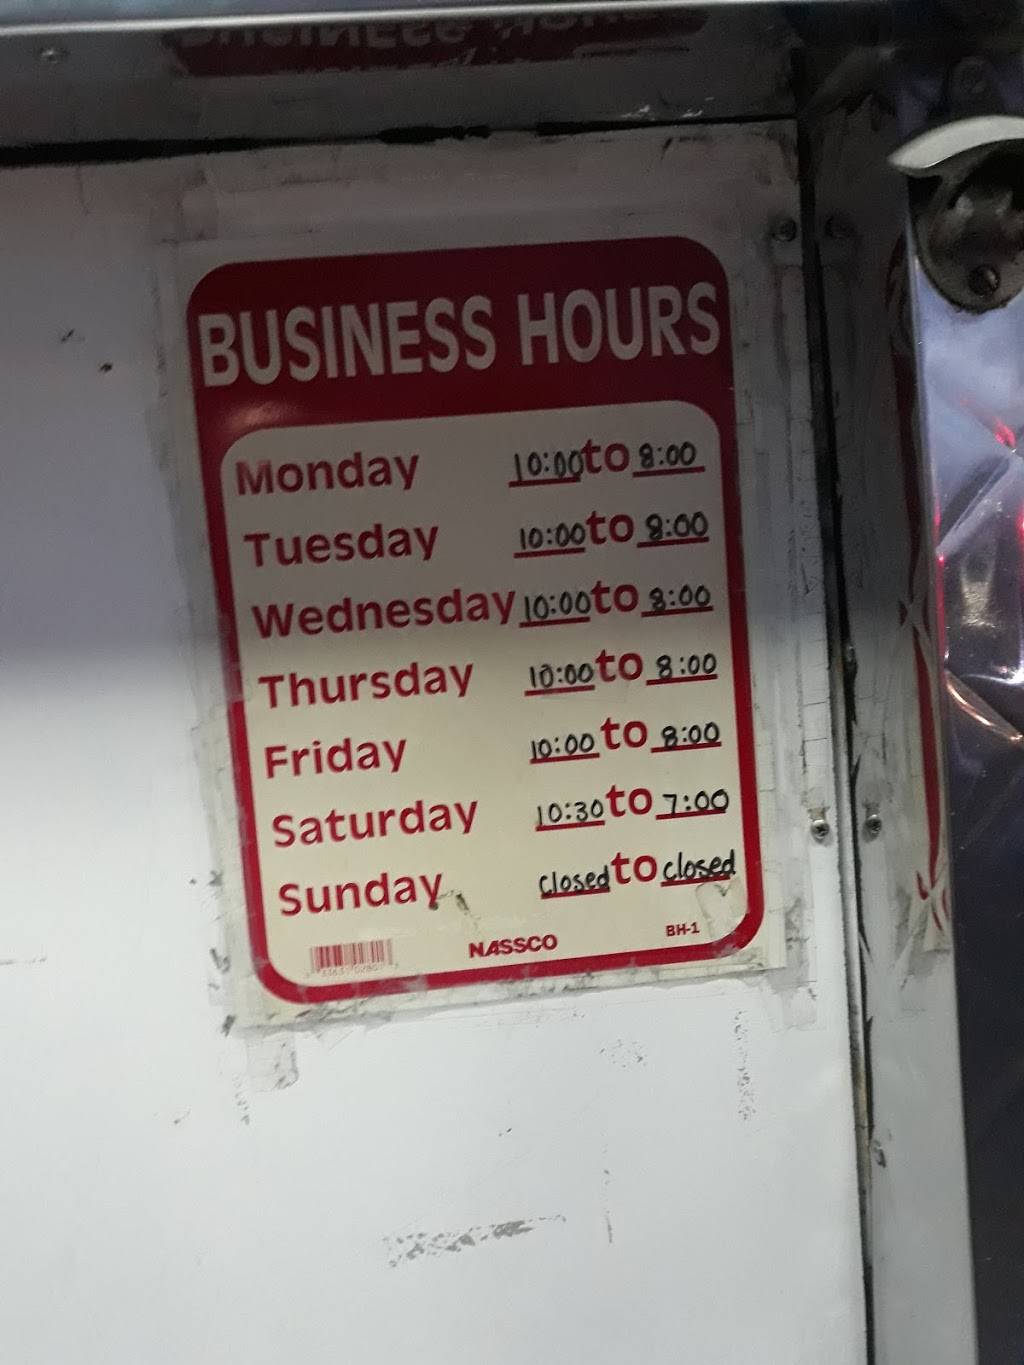 BUSINESS HOURS
Monday 10:00 to 8:00
Tuesday 10:00 to 8:00
Wednesday 10:00 to 8:00
Thursday 10:00 to 8:00
Friday 10:00 to 8:00
Saturday 10:30 to 7:00
Sunday closed to closed
NASSCO
BH-1